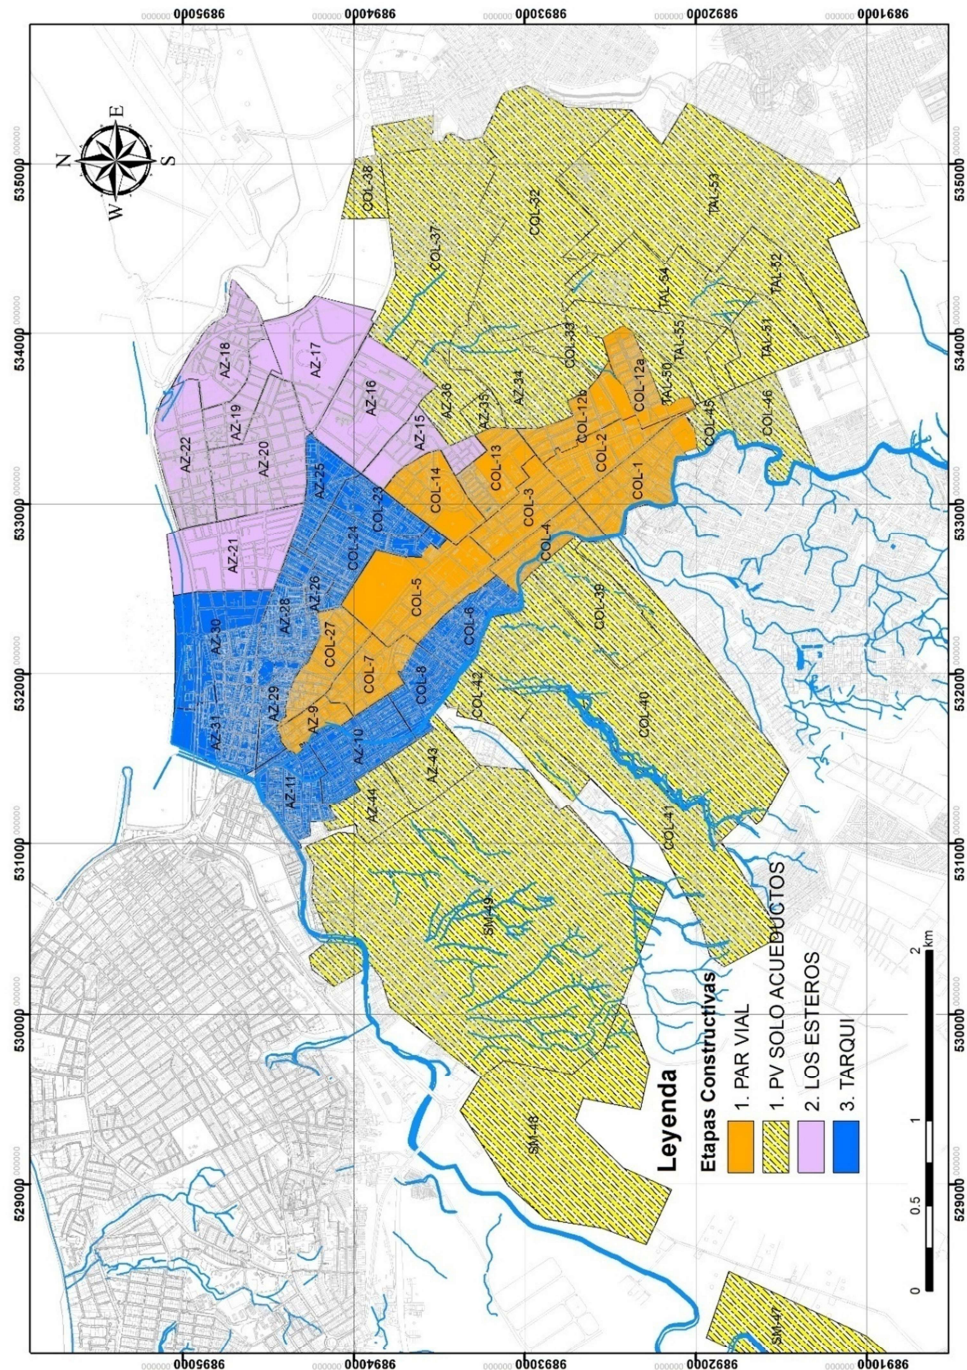 N
E
S
W
9895000
9894000
9893000
9892000
9891000
535000
534000
533000
532000
531000
530000
529000
AZ-22
AZ-18
AZ-19
AZ-20
AZ-17
AZ-16
AZ-15
AZ-21
AZ-25
COL-23
COL-24
AZ-26
AZ-28
AZ-30
AZ-31
AZ-29
COL-27
AZ-9
AZ-10
AZ-11
COL-7
COL-8
COL-6
COL-5
COL-14
COL-13
COL-3
COL-4
COL-2
COL-1
COL-12b
COL-12a
COL-38
COL-37
COL-32
COL-33
AZ-36
AZ-35
AZ-34
TAL-53
TAL-54
TAL-52
TAL-55
TAL-51
TAL-50
COL-45
COL-46
COL-39
COL-40
COL-42
COL-41
AZ-43
AZ-44
SM-49
SM-48
SM-47
Leyenda
Etapas Constructivas
1. PAR VIAL
1. PV SOLO ACUEDUCTOS
2. LOS ESTEROS
3. TARQUI
0 0.5 1 2
km